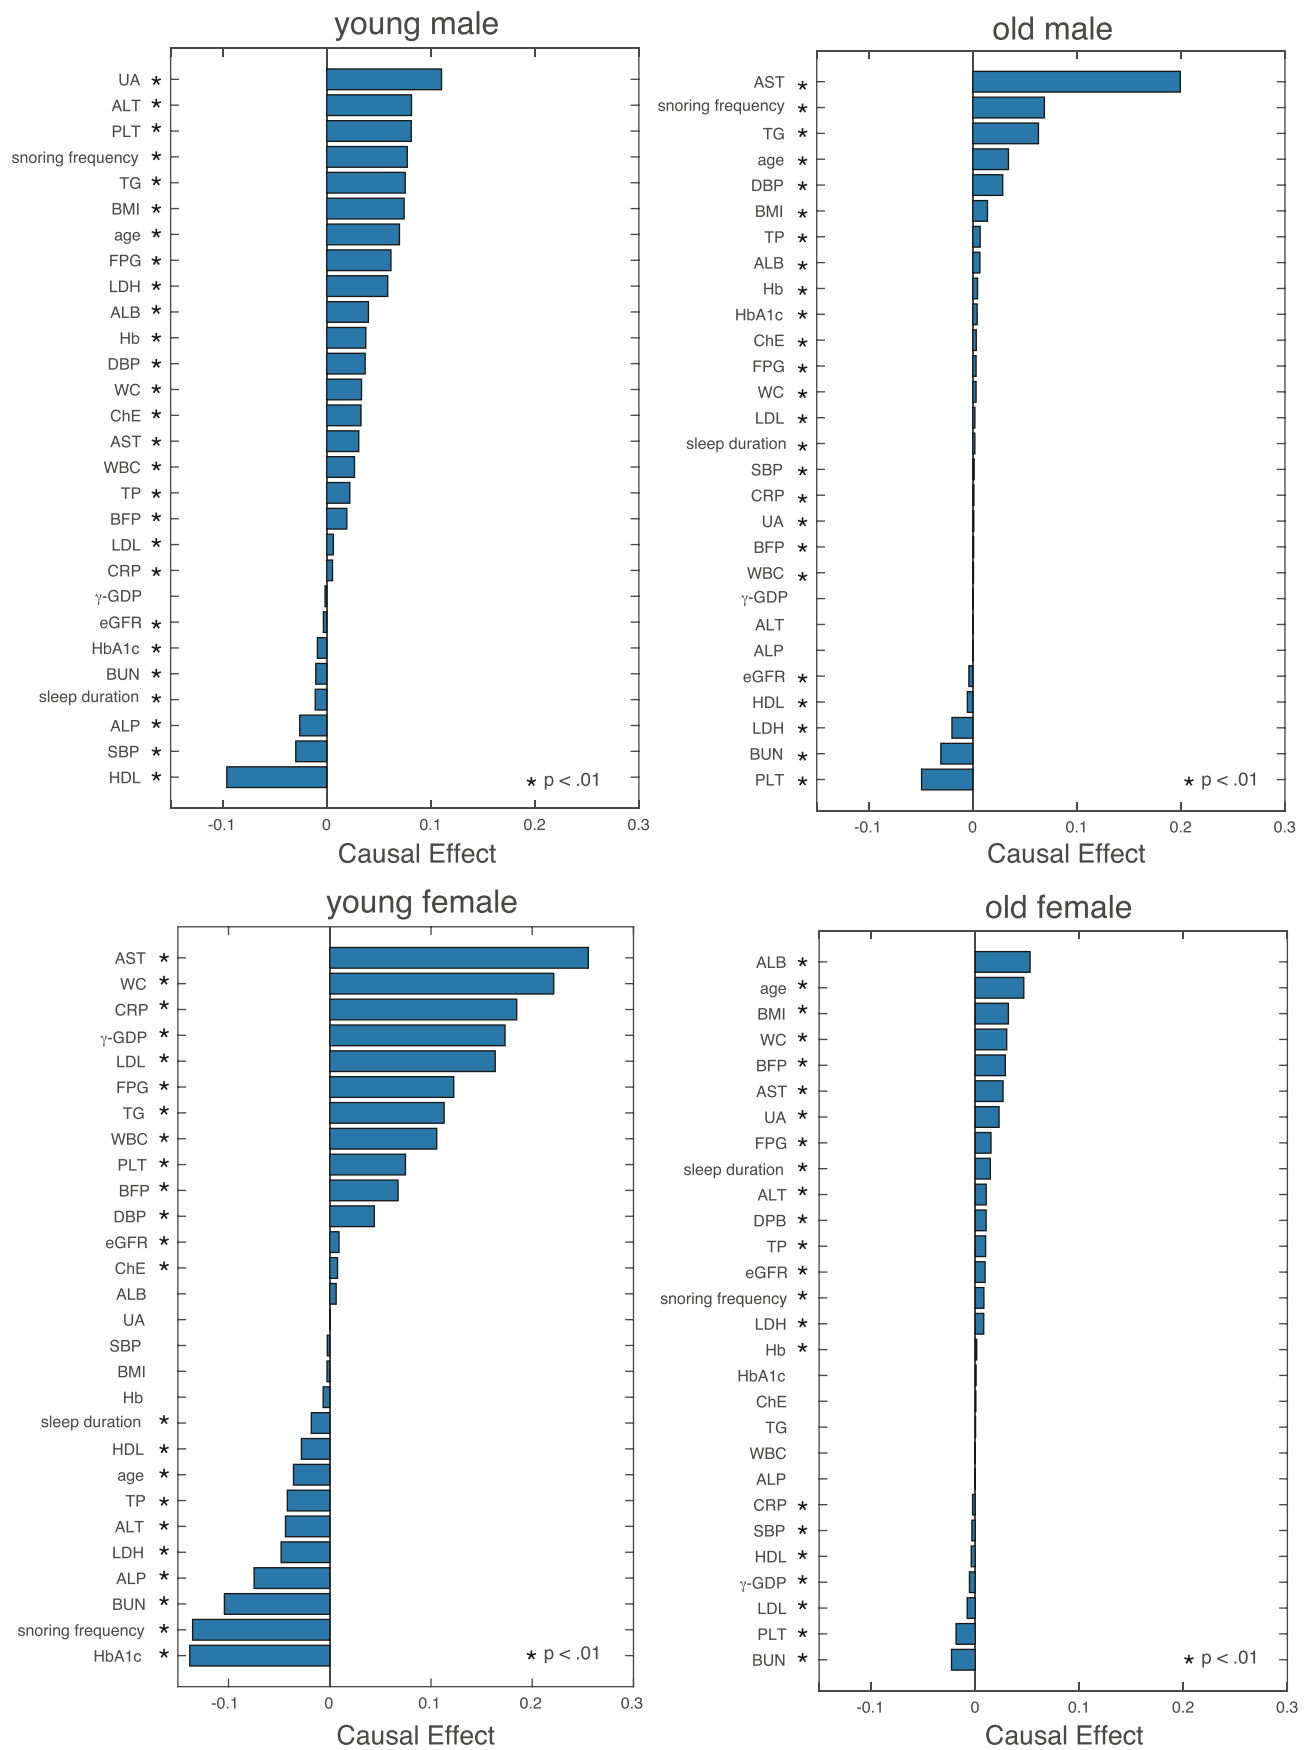 young male
UA *
ALT *
PLT *
snoring frequency *
TG *
BMI *
age *
FPG *
LDH *
ALB *
Hb *
DBP *
WC *
ChE *
AST *
WBC *
TP *
BFP *
LDL *
CRP *
γ-GDP
eGFR *
HbA1c *
BUN *
sleep duration *
ALP *
SBP *
HDL *
* p < .01
-0.1 0 0.1 0.2 0.3
Causal Effect
old male
AST *
snoring frequency *
TG *
age *
DBP *
BMI *
TP *
ALB *
Hb *
HbA1c *
ChE *
FPG *
WC *
LDL *
sleep duration *
SBP *
CRP *
UA *
BFP *
WBC *
γ-GDP
ALT
ALP
eGFR *
HDL *
LDH *
BUN *
PLT *
* p < .01
-0.1 0 0.1 0.2 0.3
Causal Effect
young female
AST *
WC *
CRP *
γ-GDP *
LDL *
FPG *
TG *
WBC *
PLT *
BFP *
DBP *
eGFR *
ChE *
ALB
UA
SBP
BMI
Hb
sleep duration *
HDL *
age *
TP *
ALT *
LDH *
ALP *
BUN *
snoring frequency *
HbA1c *
* p < .01
-0.1 0 0.1 0.2 0.3
Causal Effect
old female
ALB *
age *
BMI *
WC *
BFP *
AST *
UA *
FPG *
sleep duration *
ALT *
DPB *
TP *
eGFR *
snoring frequency *
LDH *
Hb *
HbA1c
ChE
TG
WBC
ALP
CRP *
SBP *
HDL *
γ-GDP *
LDL *
PLT *
BUN *
* p < .01
-0.1 0 0.1 0.2 0.3
Causal Effect